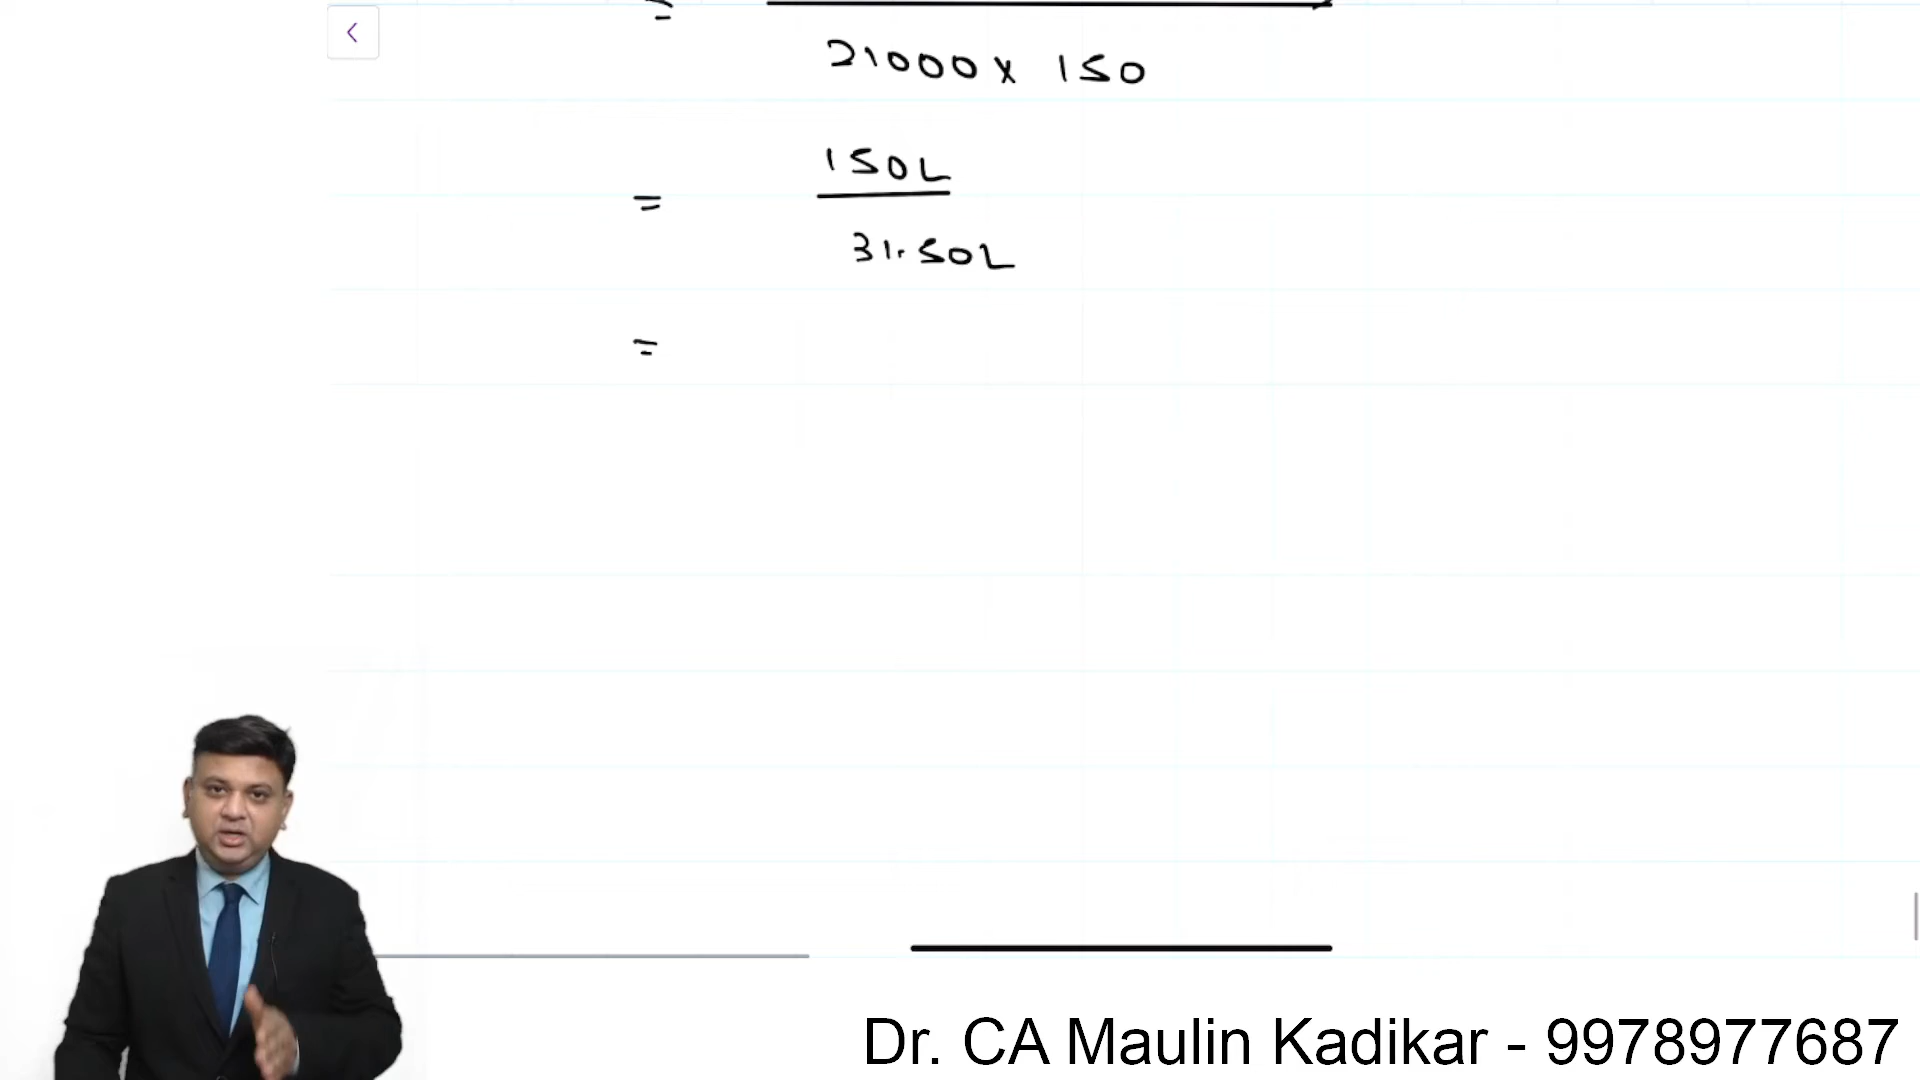 =
21000 x 150
= 150L
31.50L
=
Dr. CA Maulin Kadikar - 9978977687